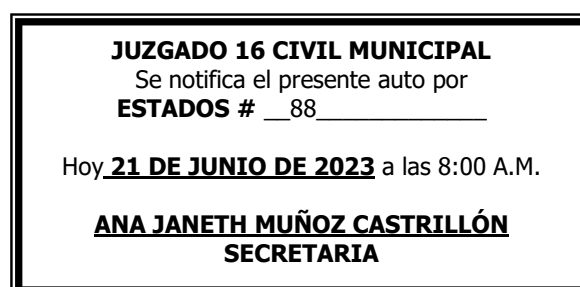 JUZGADO 16 CIVIL MUNICIPAL
Se notifica el presente auto por
ESTADOS # __88_____________
Hoy 21 DE JUNIO DE 2023 a las 8:00 A.M.
ANA JANETH MUÑOZ CASTRILLÓN
SECRETARIA